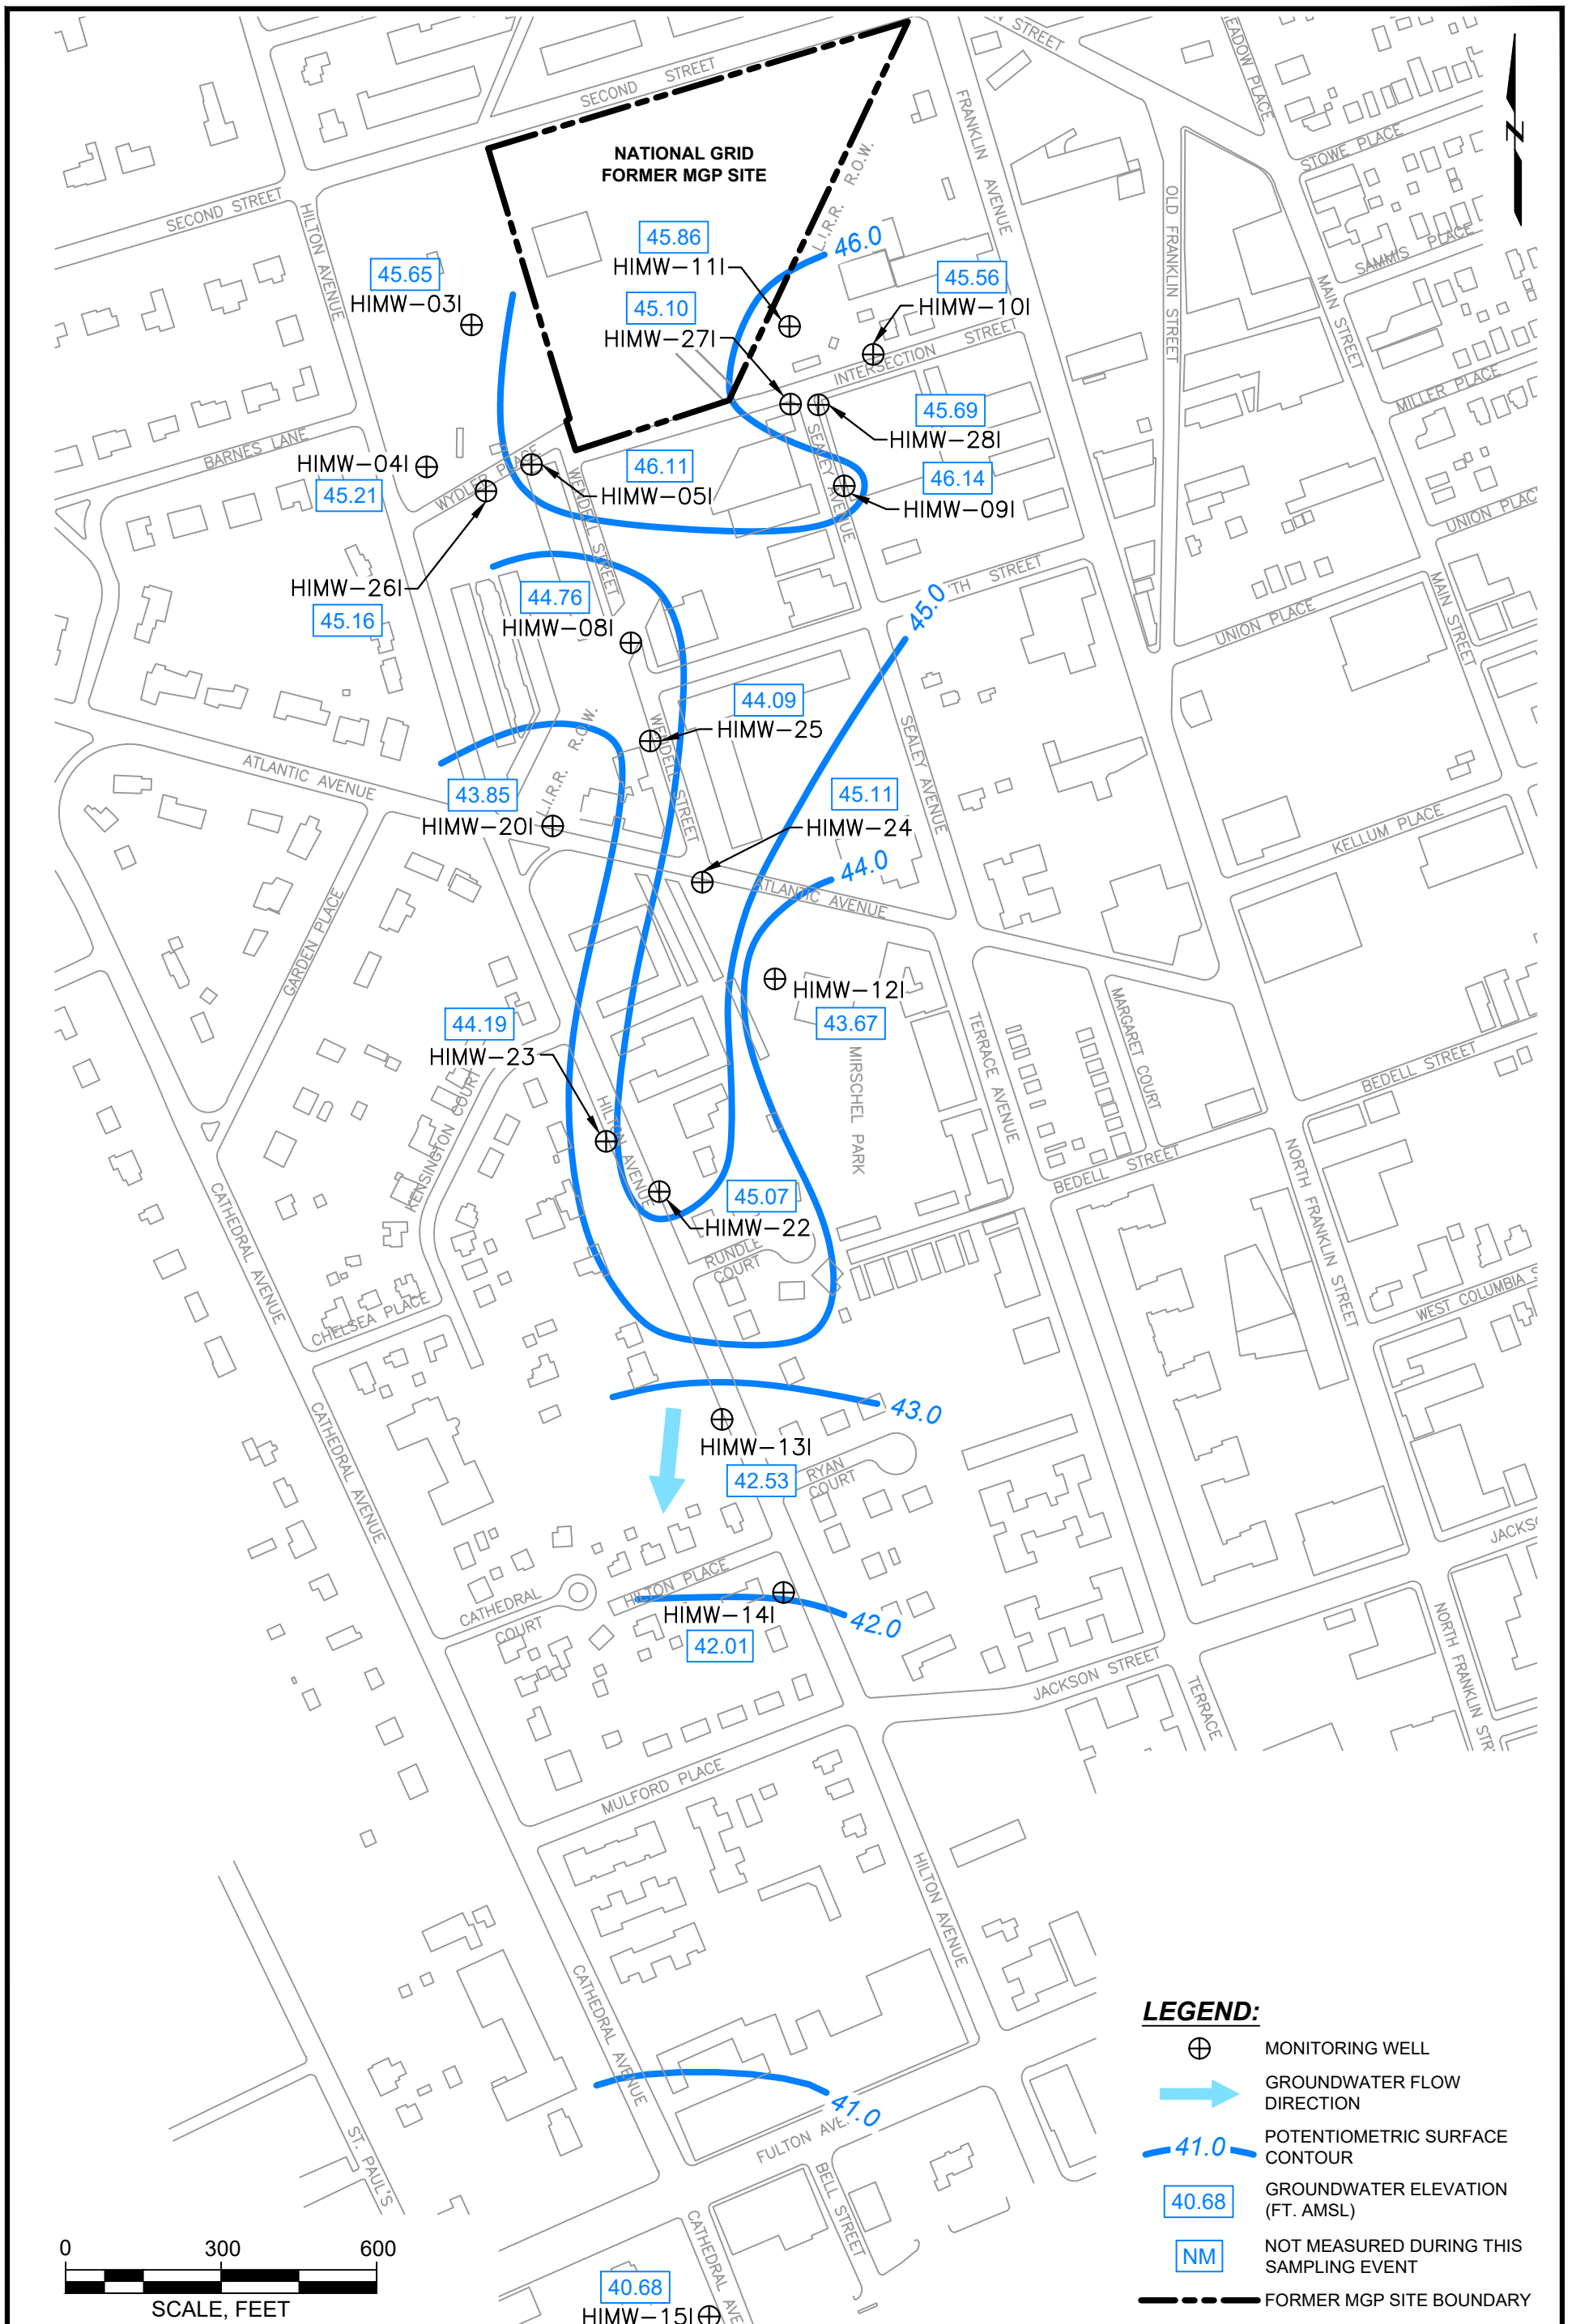 SECOND STREET
NATIONAL GRID
FORMER MGP SITE
FRANKLIN AVENUE
STREET
STOWE PLACE
SAMMIS PLACE
N
SECOND STREET
HILTON AVENUE
L.I.R.R. R.O.W.
OLD FRANKLIN STREET
MAIN STREET
46.0
45.86
HIMW-11I
45.65
HIMW-03I
45.10
HIMW-27I
45.56
HIMW-10I
INTERSECTION STREET
MILLER PLACE
45.69
HIMW-28I
BARNES LANE
HIMW-04I
45.21
WYDLER PLACE
46.11
HIMW-05I
WENDELL STREET
SEALEY AVENUE
46.14
HIMW-09I
UNION PLAC
HIMW-26I
45.16
44.76
HIMW-08I
45.0
TH STREET
UNION PLACE
MAIN STREET
44.09
HIMW-25
L.I.R.R. R.O.W.
WENDELL STREET
SEALEY AVENUE
ATLANTIC AVENUE
43.85
HIMW-20I
45.11
HIMW-24
KELLUM PLACE
44.0
ATLANTIC AVENUE
GARDEN PLACE
HIMW-12I
43.67
MIRSCHEL PARK
TERRACE AVENUE
MARGARET COURT
44.19
HIMW-23
BEDELL STREET
KENSINGTON COURT
HILTON AVENUE
BEDELL STREET
45.07
HIMW-22
RUNDLE
COURT
CATHEDRAL AVENUE
NORTH FRANKLIN STREET
CHELSEA PLACE
WEST COLUMBIA S
43.0
HIMW-13I
42.53
RYAN
COURT
CATHEDRAL AVENUE
HILTON PLACE
CATHEDRAL
COURT
HIMW-14I
42.01
42.0
JACKSON STREET
TERRACE
NORTH FRANKLIN STR
MULFORD PLACE
HILTON AVENUE
CATHEDRAL AVENUE
41.0
FULTON AVE.
BELL STREET
ST. PAUL'S
CATHEDRAL AVE
40.68
HIMW-15I
0 300 600
SCALE, FEET
LEGEND:
MONITORING WELL
GROUNDWATER FLOW
DIRECTION
41.0 POTENTIOMETRIC SURFACE
CONTOUR
40.68 GROUNDWATER ELEVATION
(FT. AMSL)
NM NOT MEASURED DURING THIS
SAMPLING EVENT
FORMER MGP SITE BOUNDARY